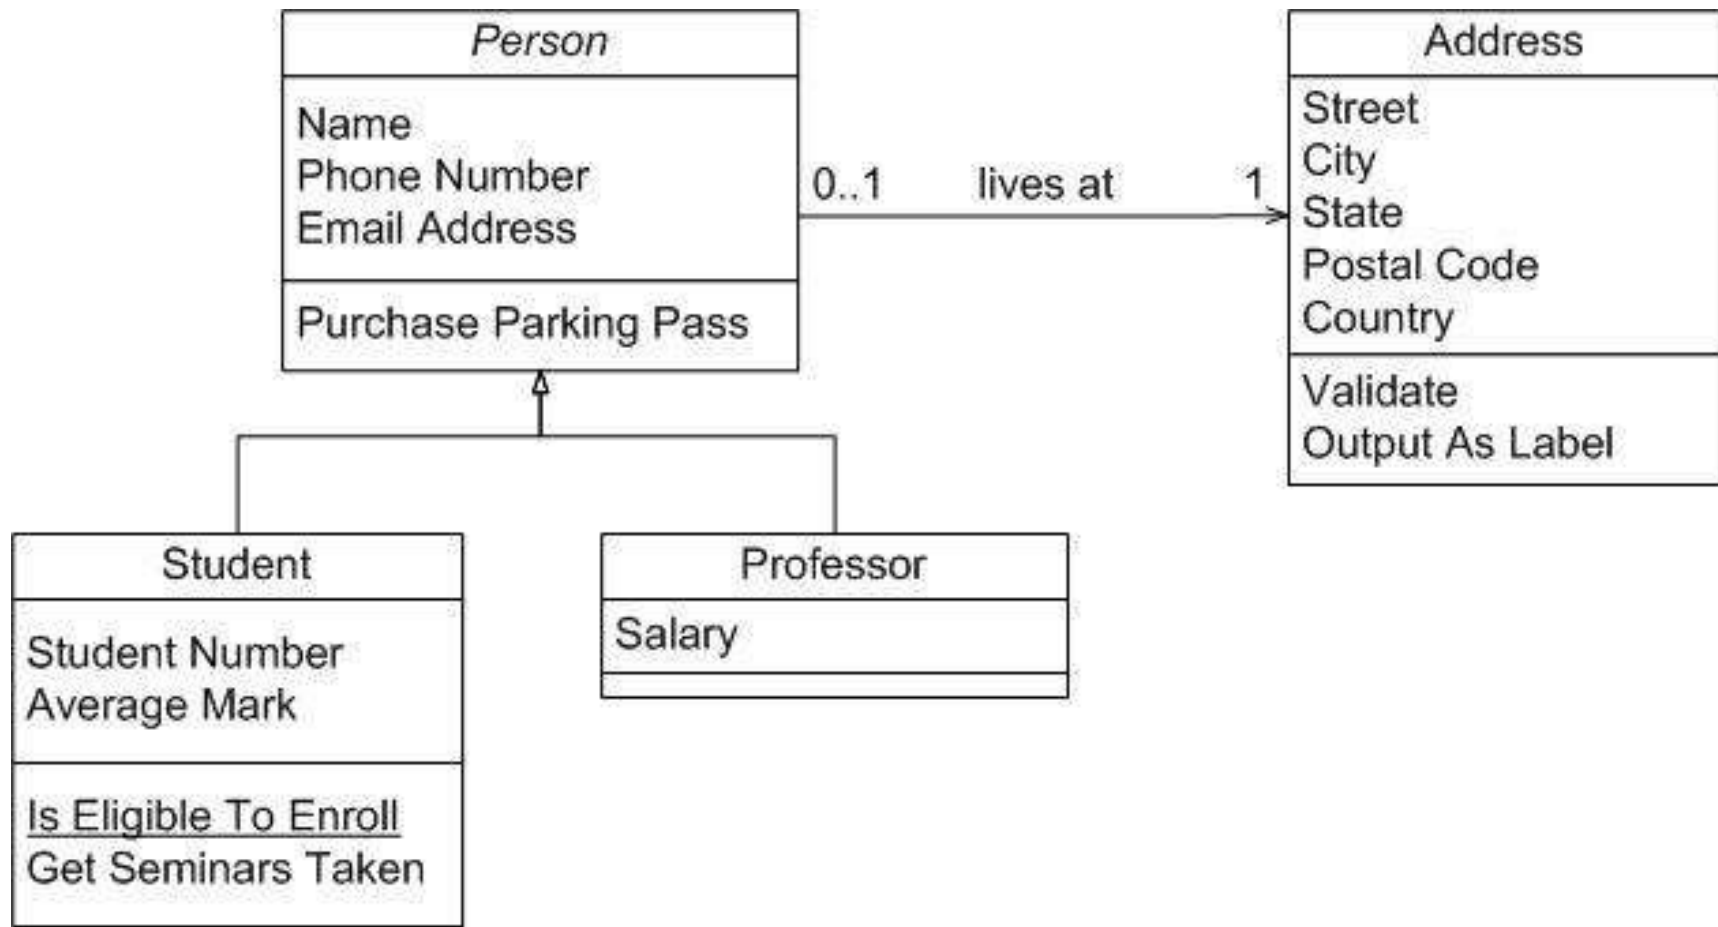 Person
Name
Phone Number
Email Address
Purchase Parking Pass
0..1 lives at 1
Address
Street
City
State
Postal Code
Country
Validate
Output As Label
Student
Student Number
Average Mark
Is Eligible To Enroll
Get Seminars Taken
Professor
Salary